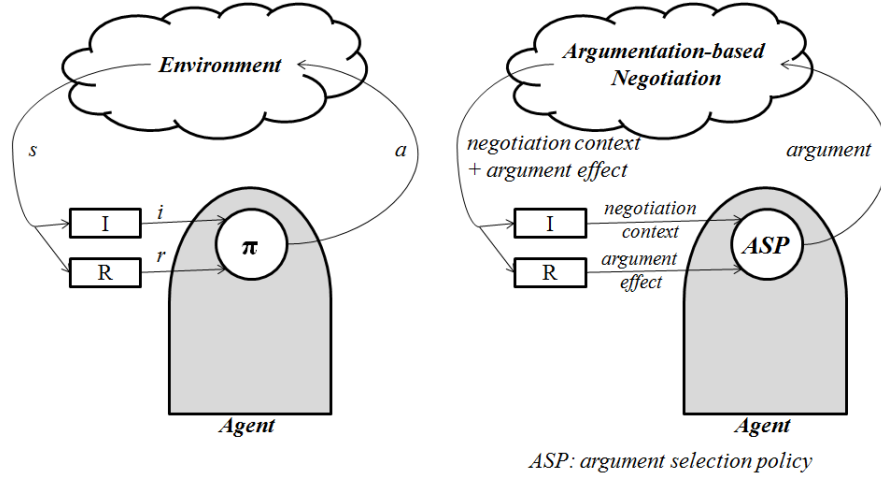 Environment
s
a
I
i
R
r
π
Agent
Argumentation-based
Negotiation
negotiation context
+ argument effect
argument
I
negotiation
context
R
argument
effect
ASP
Agent
ASP: argument selection policy